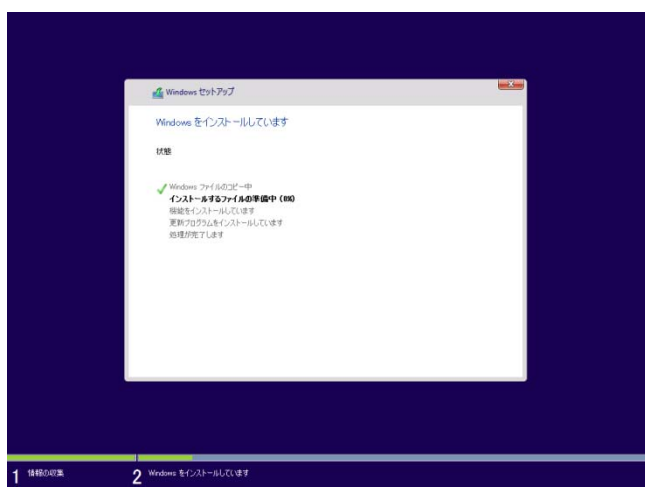 Windows セットアップ
Windows をインストールしています
状態
Windows ファイルのコピー中
インストールするファイルの準備中 (8%)
機能をインストールしています
更新プログラムをインストールしています
処理が完了します
1 情報の収集
2 Windows をインストールしています